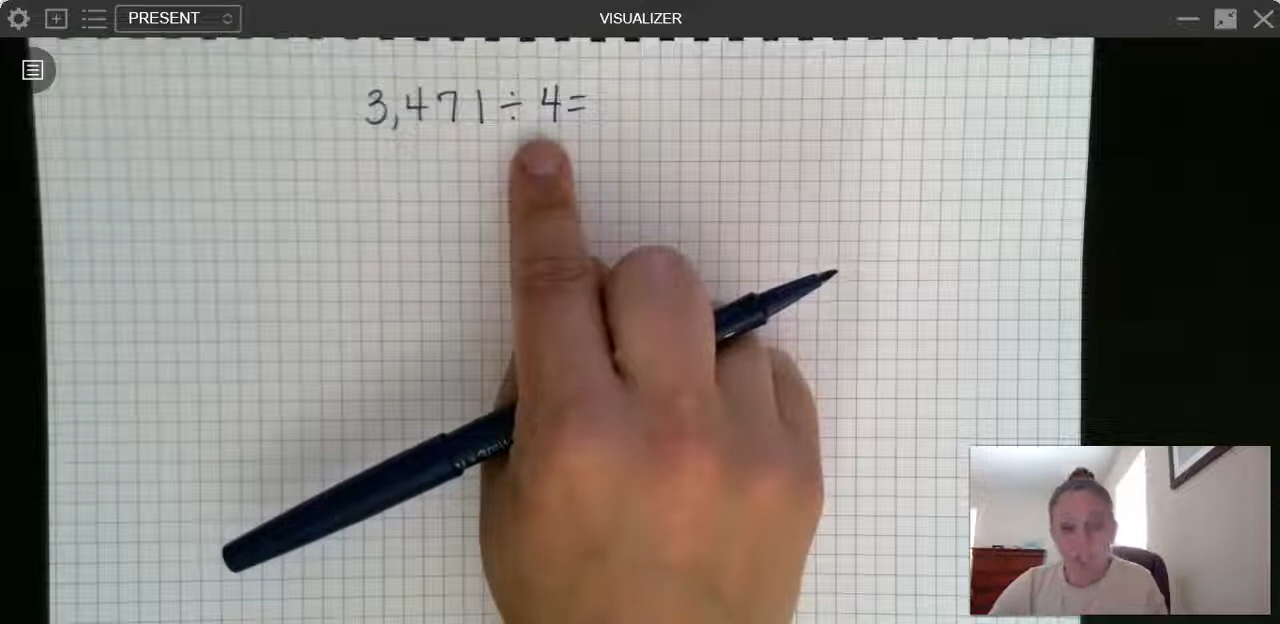 PRESENT
VISUALIZER
3,471 ÷ 4 =